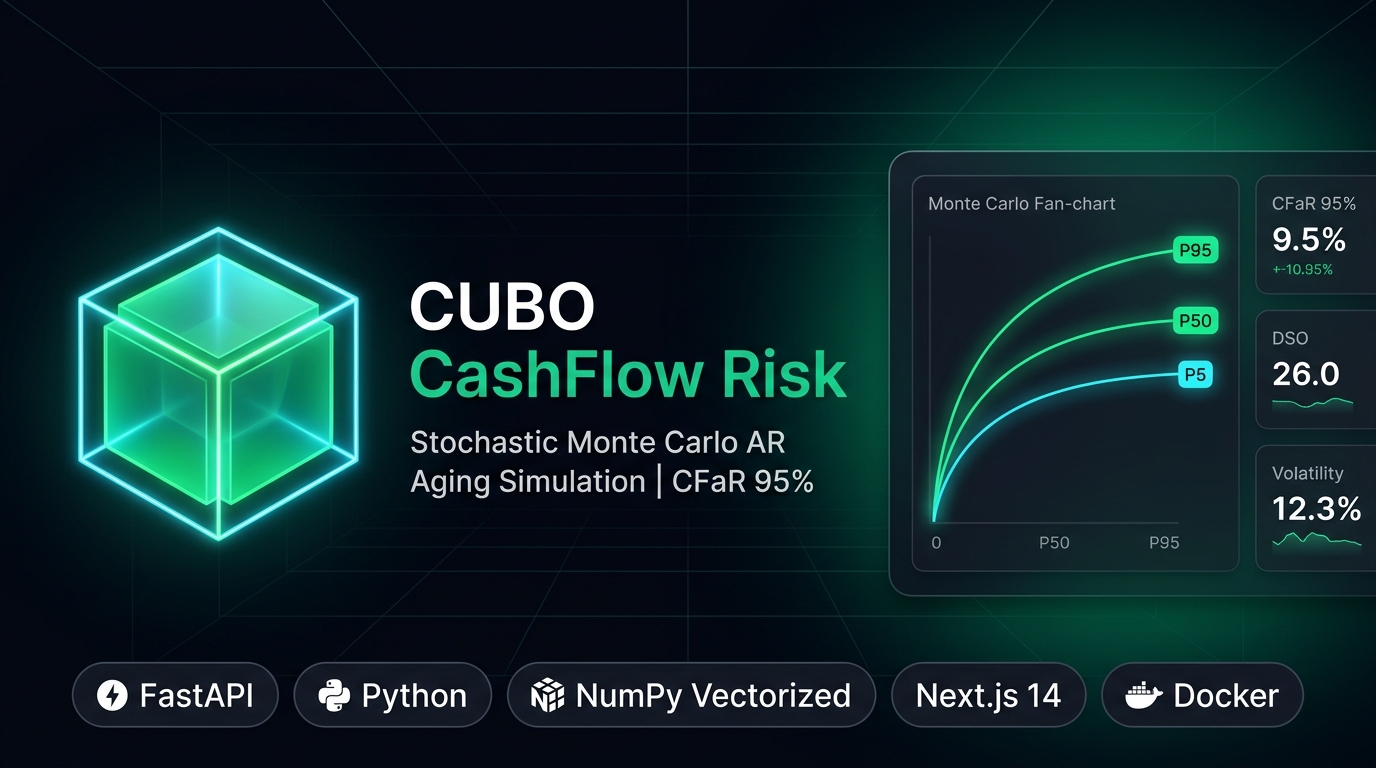 CUBO
CashFlow Risk
Stochastic Monte Carlo AR
Aging Simulation | CFaR 95%
Monte Carlo Fan-chart
P95
P50
P5
0 P50 P95
CFaR 95%
9.5%
+-10.95%
DSO
26.0
Volatility
12.3%
FastAPI
Python
NumPy Vectorized
Next.js 14
Docker